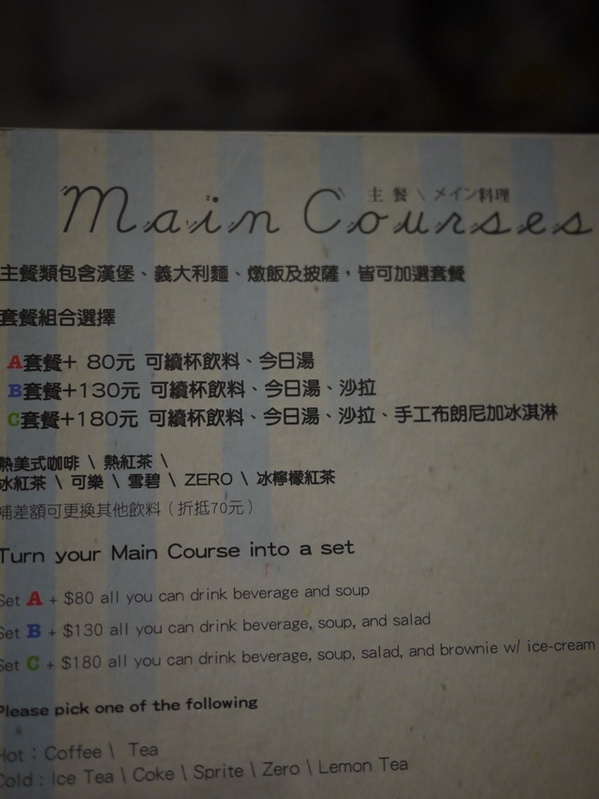 主餐 \ メイン料理
Main Courses
主餐類包含漢堡、義大利麵、燉飯及披薩，皆可加選套餐
套餐組合選擇
A套餐+ 80元 可續杯飲料、今日湯
B套餐+130元 可續杯飲料、今日湯、沙拉
C套餐+180元 可續杯飲料、今日湯、沙拉、手工布朗尼加冰淇淋
熱美式咖啡 \ 熱紅茶 \
冰紅茶 \ 可樂 \ 雪碧 \ ZERO \ 冰檸檬紅茶
補差額可更換其他飲料（折抵70元）
Turn your Main Course into a set
Set A + $80 all you can drink beverage and soup
Set B + $130 all you can drink beverage, soup, and salad
Set C + $180 all you can drink beverage, soup, salad, and brownie w/ ice-cream
Please pick one of the following
Hot : Coffee \ Tea
Cold : Ice Tea \ Coke \ Sprite \ Zero \ Lemon Tea